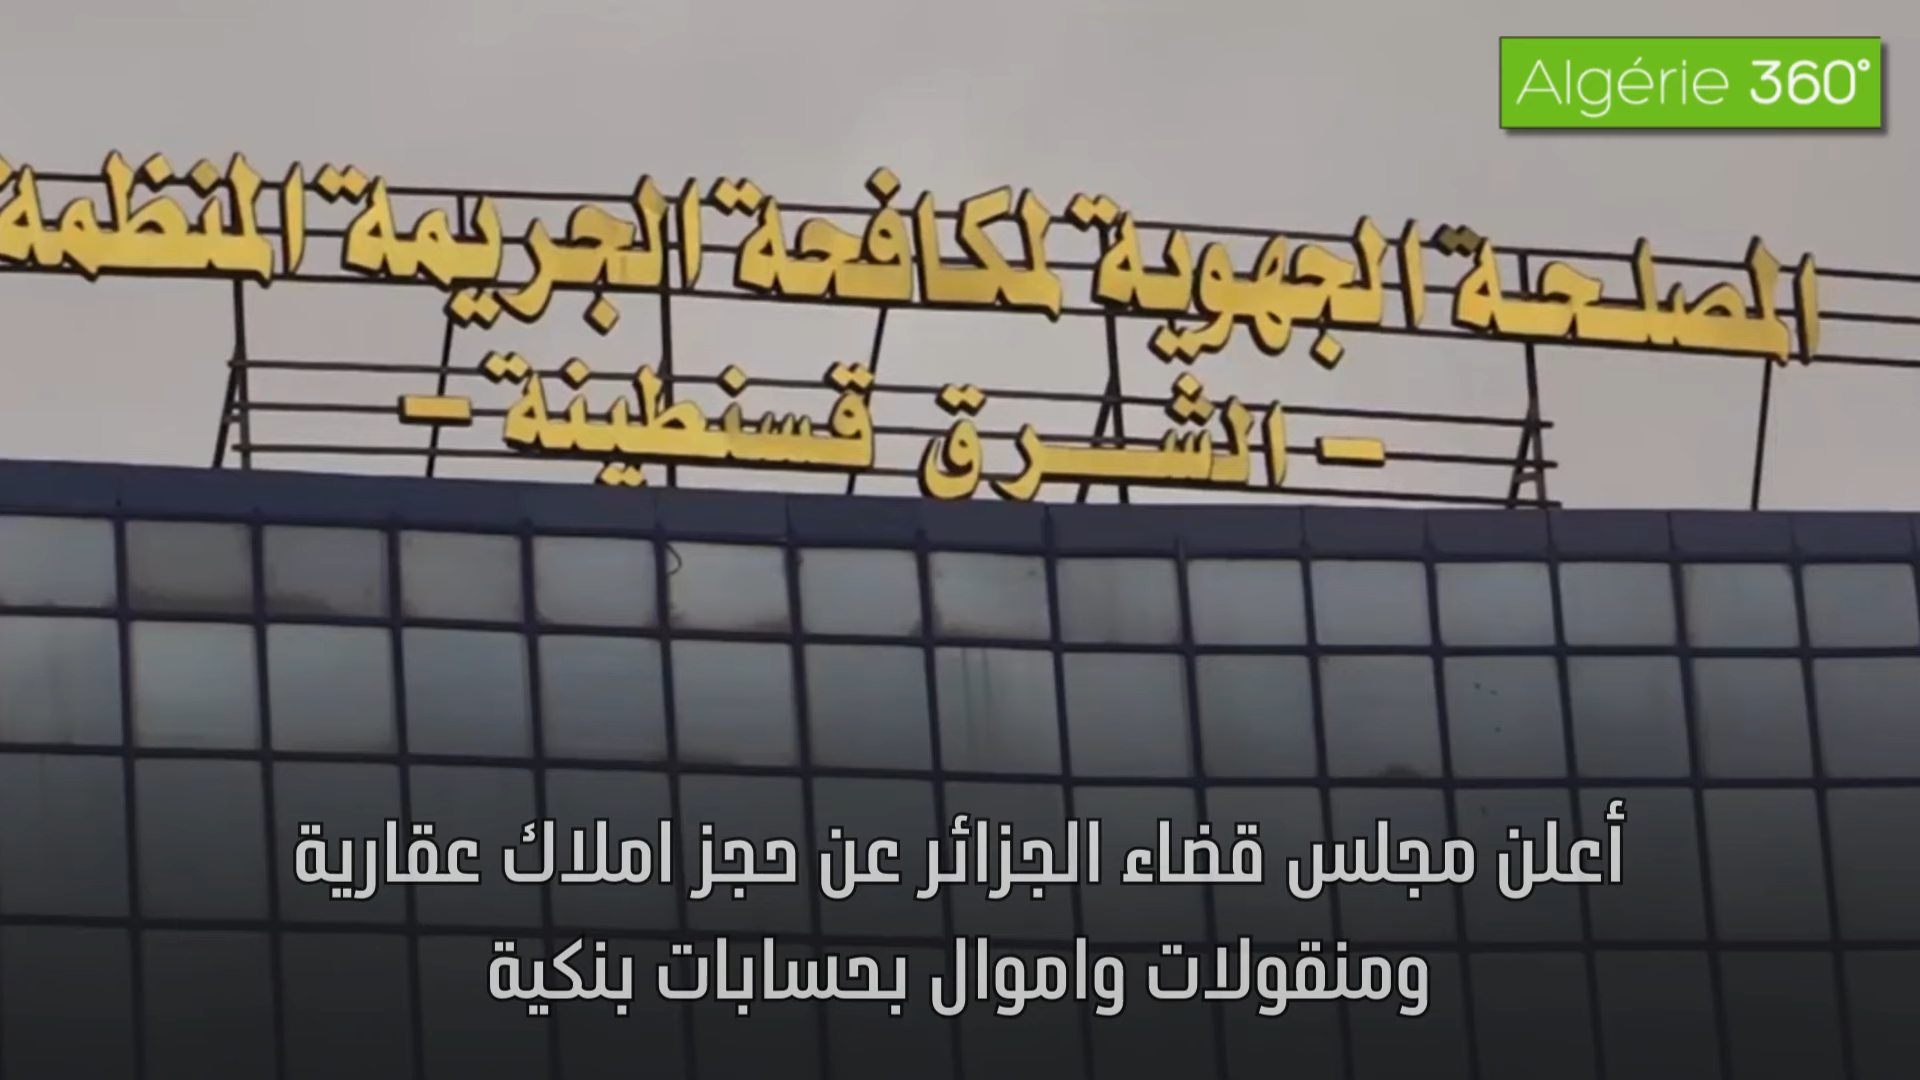 Algérie 360°
المصلحة الجهوية لمكافحة الجريمة المنظمة
- الشرق قسنطينة -
أعلن مجلس قضاء الجزائر عن حجز املاك عقارية
ومنقولات واموال بحسابات بنكية